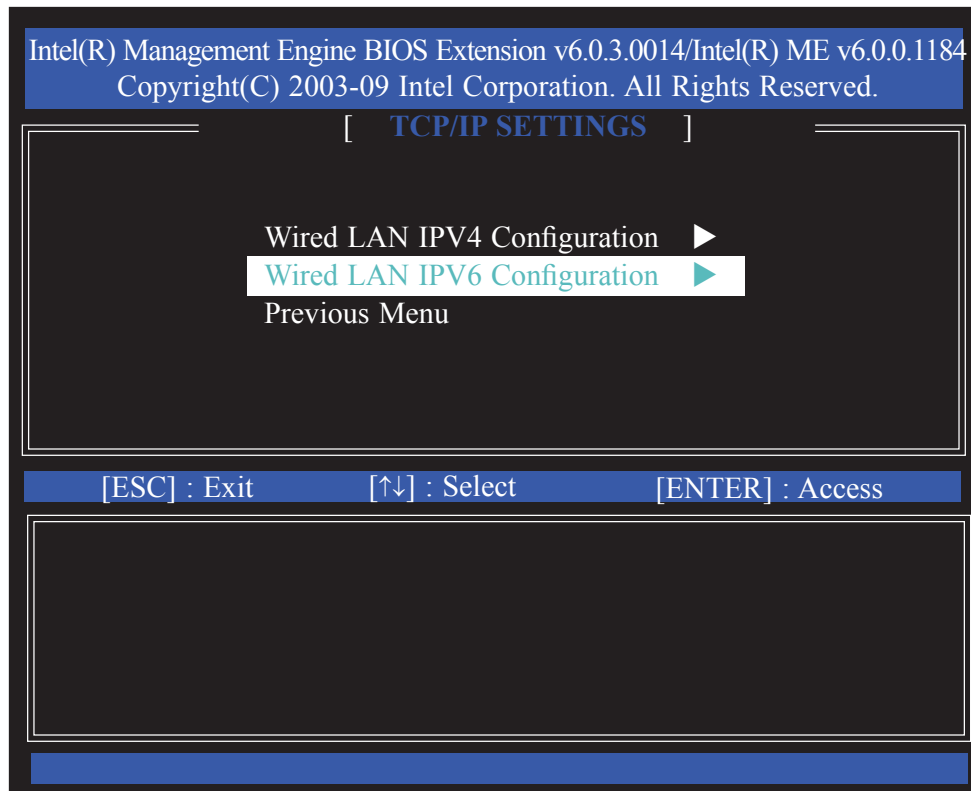 Intel(R) Management Engine BIOS Extension v6.0.3.0014/Intel(R) ME v6.0.0.1184
Copyright(C) 2003-09 Intel Corporation. All Rights Reserved.
[ TCP/IP SETTINGS ]
Wired LAN IPV4 Configuration ▶
Wired LAN IPV6 Configuration ▶
Previous Menu
[ESC] : Exit [↑↓] : Select [ENTER] : Access